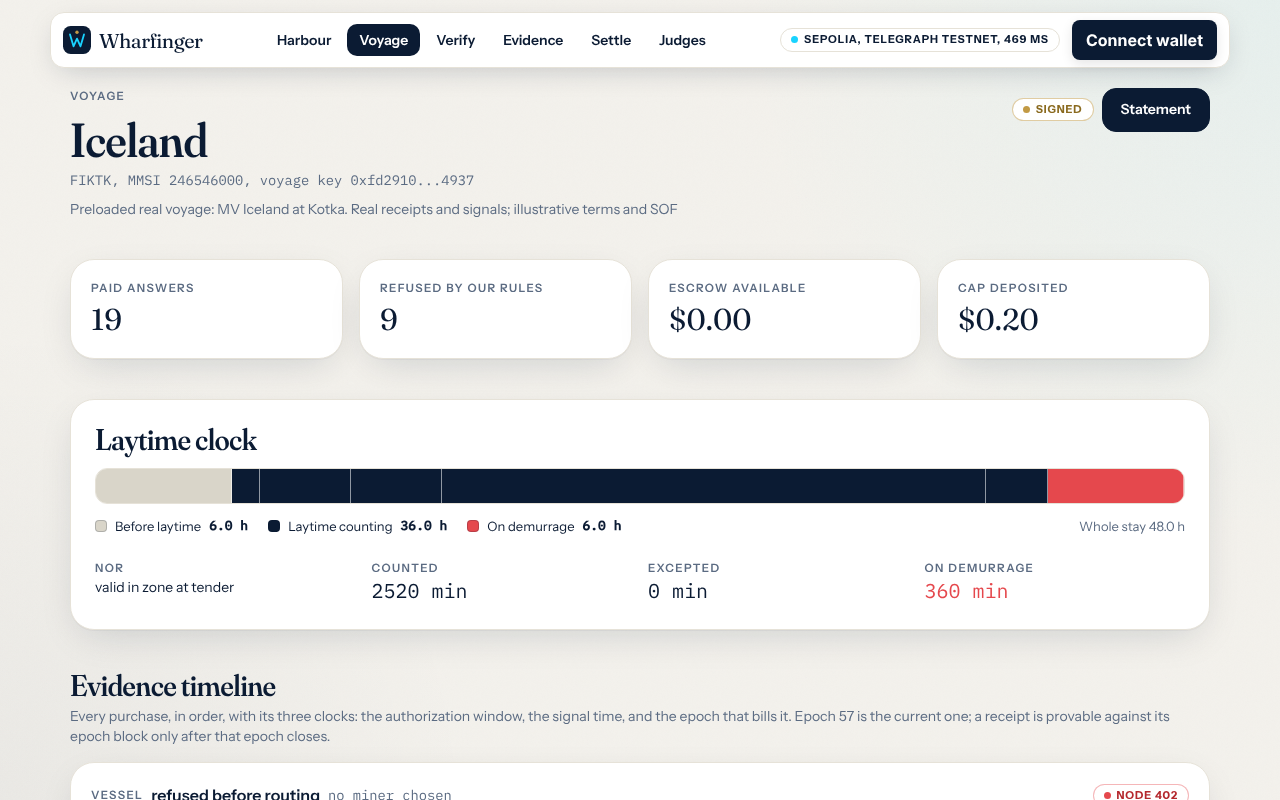 Wharfinger
Harbour
Voyage
Verify
Evidence
Settle
Judges
SEPOLIA, TELEGRAPH TESTNET, 469 MS
Connect wallet
VOYAGE
Iceland
FIKTK, MMSI 246546000, voyage key 0xfd2910...4937
Preloaded real voyage: MV Iceland at Kotka. Real receipts and signals; illustrative terms and SOF
SIGNED
Statement
PAID ANSWERS
19
REFUSED BY OUR RULES
9
ESCROW AVAILABLE
$0.00
CAP DEPOSITED
$0.20
Laytime clock
Before laytime 6.0 h
Laytime counting 36.0 h
On demurrage 6.0 h
Whole stay 48.0 h
NOR
valid in zone at tender
COUNTED
2520 min
EXCEPTED
0 min
ON DEMURRAGE
360 min
Evidence timeline
Every purchase, in order, with its three clocks: the authorization window, the signal time, and the epoch that bills it. Epoch 57 is the current one; a receipt is provable against its
epoch block only after that epoch closes.
VESSEL refused before routing no miner chosen
NODE 402